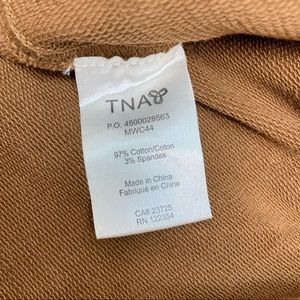 TNA
P.O. 4500028563
MWC44
97% Cotton/Coton
3% Spandex
Made in China
Fabriqué en Chine
CA# 23725
RN 122354